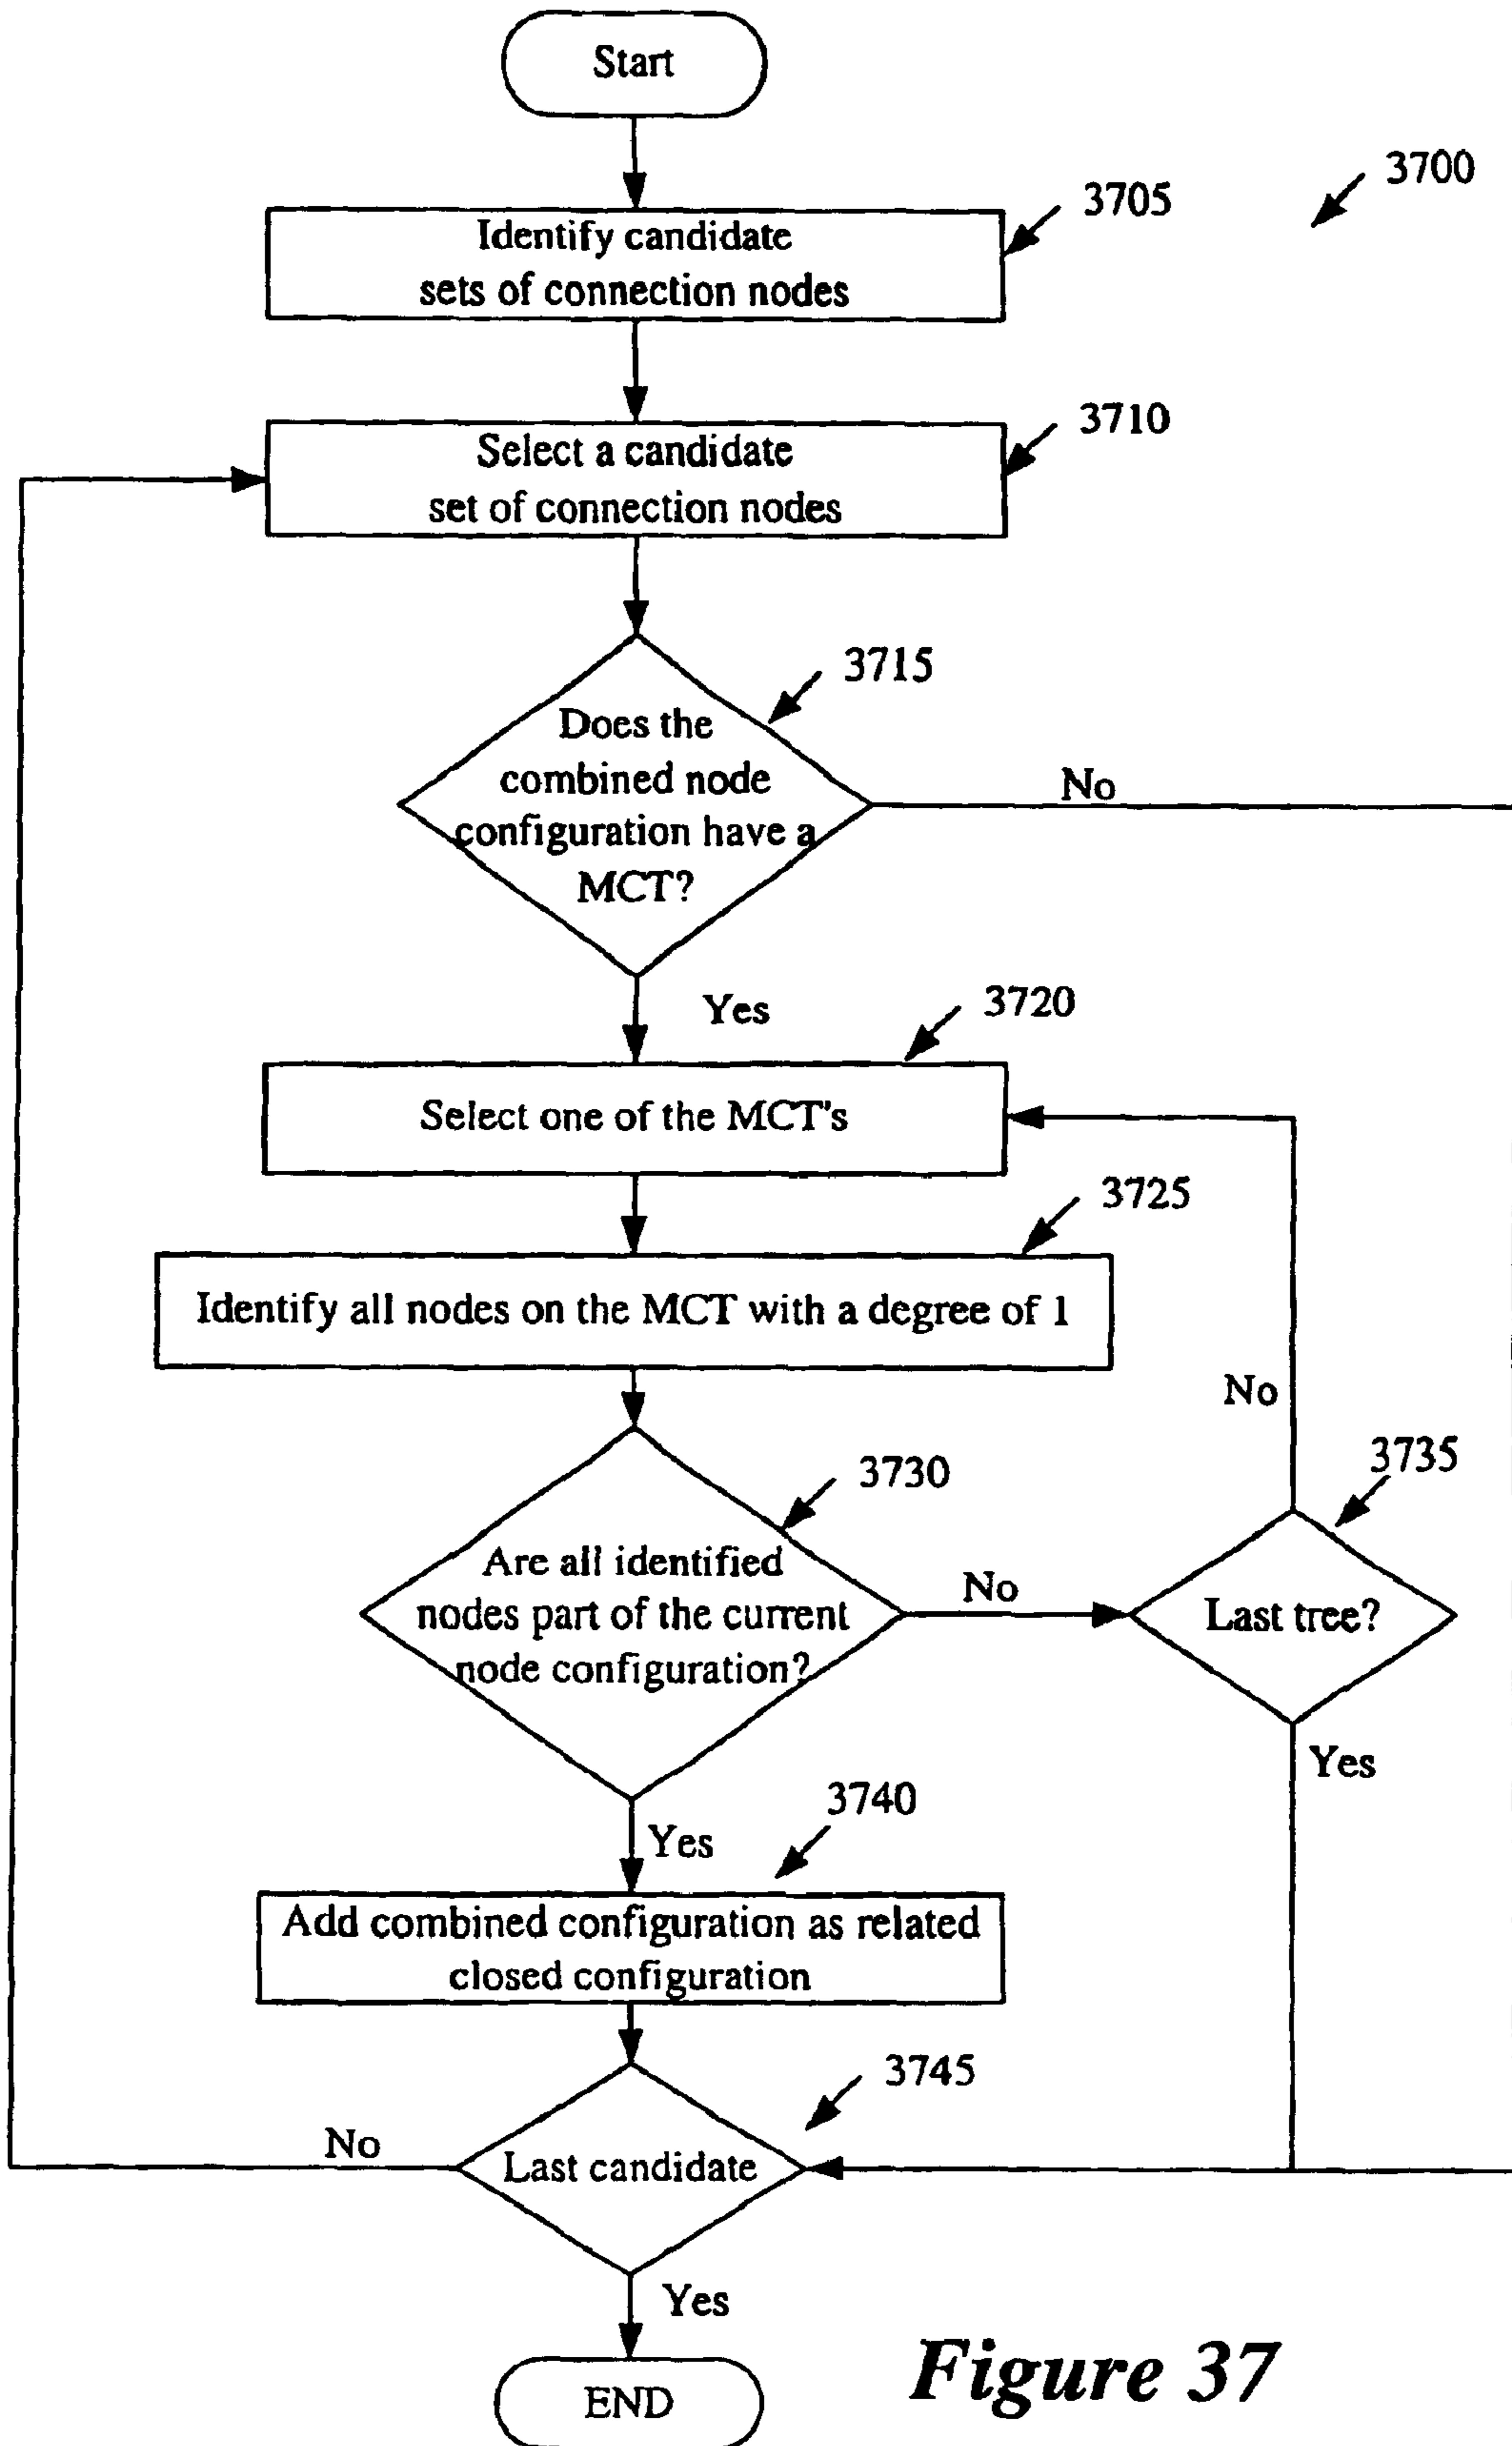 Start
3700
3705
Identify candidate
sets of connection nodes
3710
Select a candidate
set of connection nodes
3715
Does the
combined node
configuration have a
MCT?
No
Yes
3720
Select one of the MCT's
3725
Identify all nodes on the MCT with a degree of 1
No
3730
3735
Are all identified
nodes part of the current
node configuration?
No
Last tree?
Yes
3740
Yes
Add combined configuration as related
closed configuration
3745
No
Last candidate
Yes
END
Figure 37